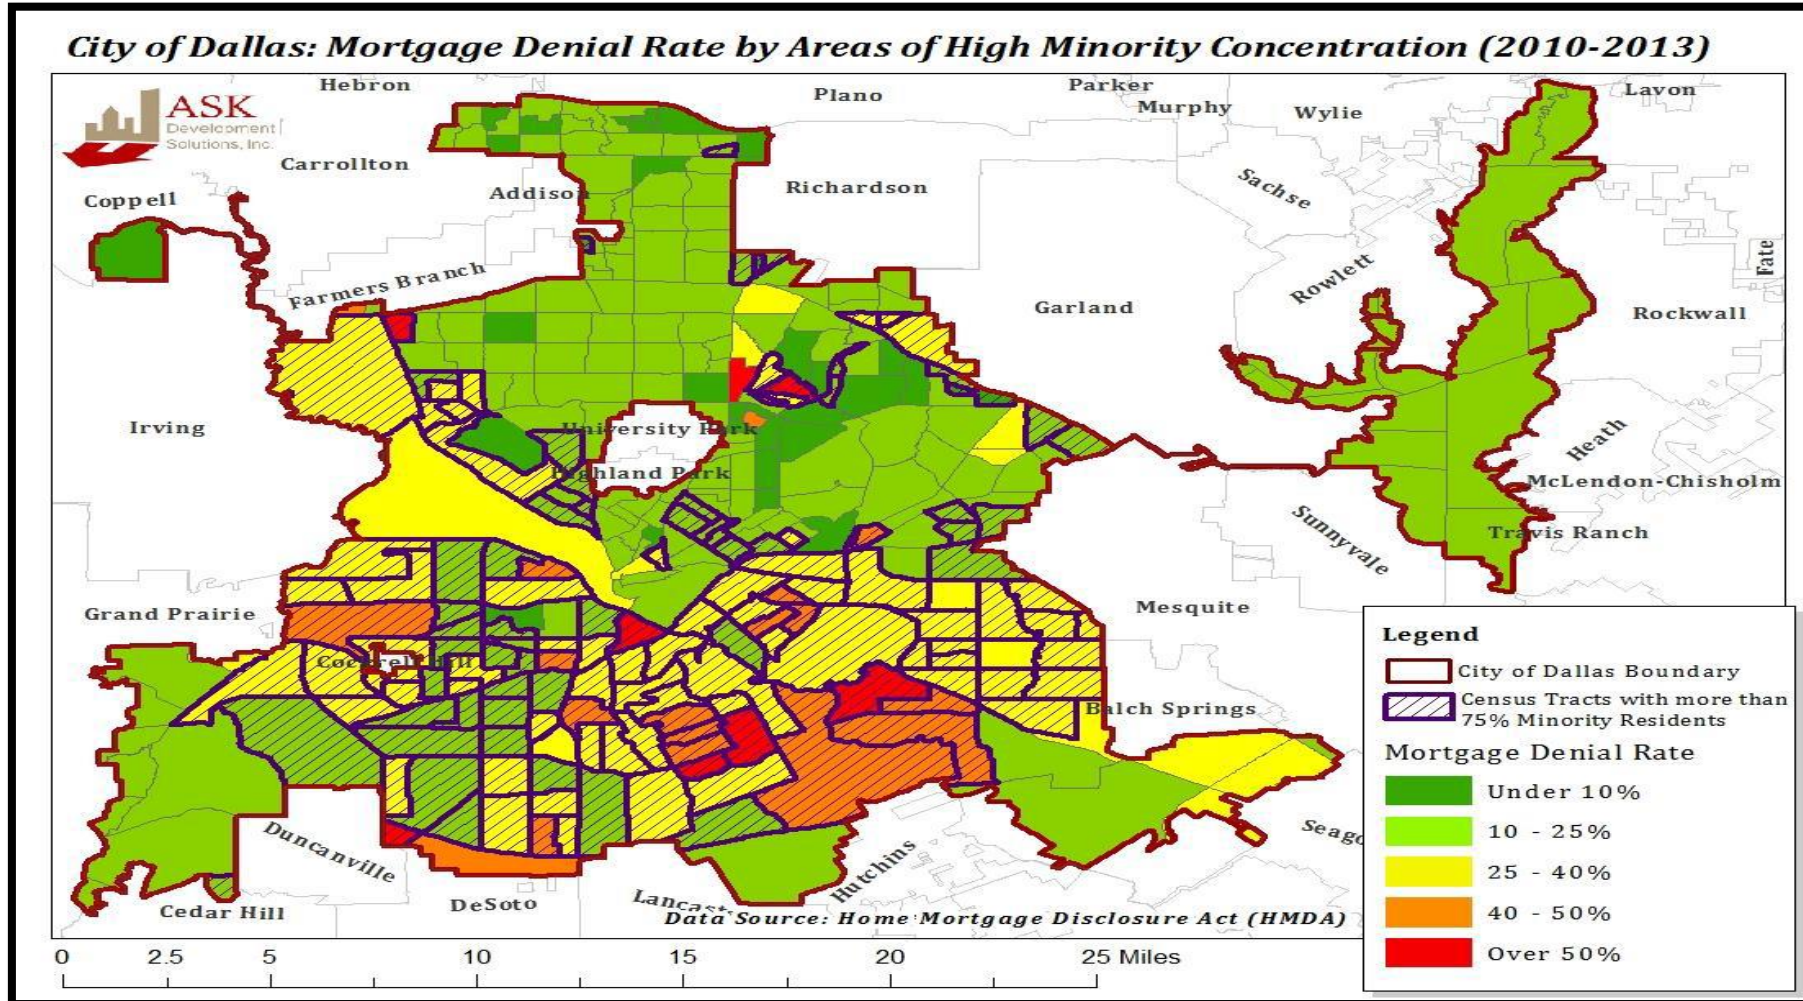 City of Dallas: Mortgage Denial Rate by Areas of High Minority Concentration (2010-2013)
Hebron
Plano
Parker
Murphy
Wylie
Lavon
ASK
Development
Solutions, Inc.
Carrollton
Addison
Richardson
Sachse
Coppell
Farmers Branch
Garland
Rowlett
Fate
Rockwall
Irving
University Park
Highland Park
Heath
McLendon-Chisholm
Sunnyvale
Travis Ranch
Grand Prairie
Mesquite
Cockrell Hill
Balch Springs
Duncanville
Hutchins
Seago
Cedar Hill
DeSoto
Lancas
Data Source: Home Mortgage Disclosure Act (HMDA)
Legend
City of Dallas Boundary
Census Tracts with more than
75% Minority Residents
Mortgage Denial Rate
Under 10%
10 - 25%
25 - 40%
40 - 50%
Over 50%
0 2.5 5 10 15 20 25 Miles